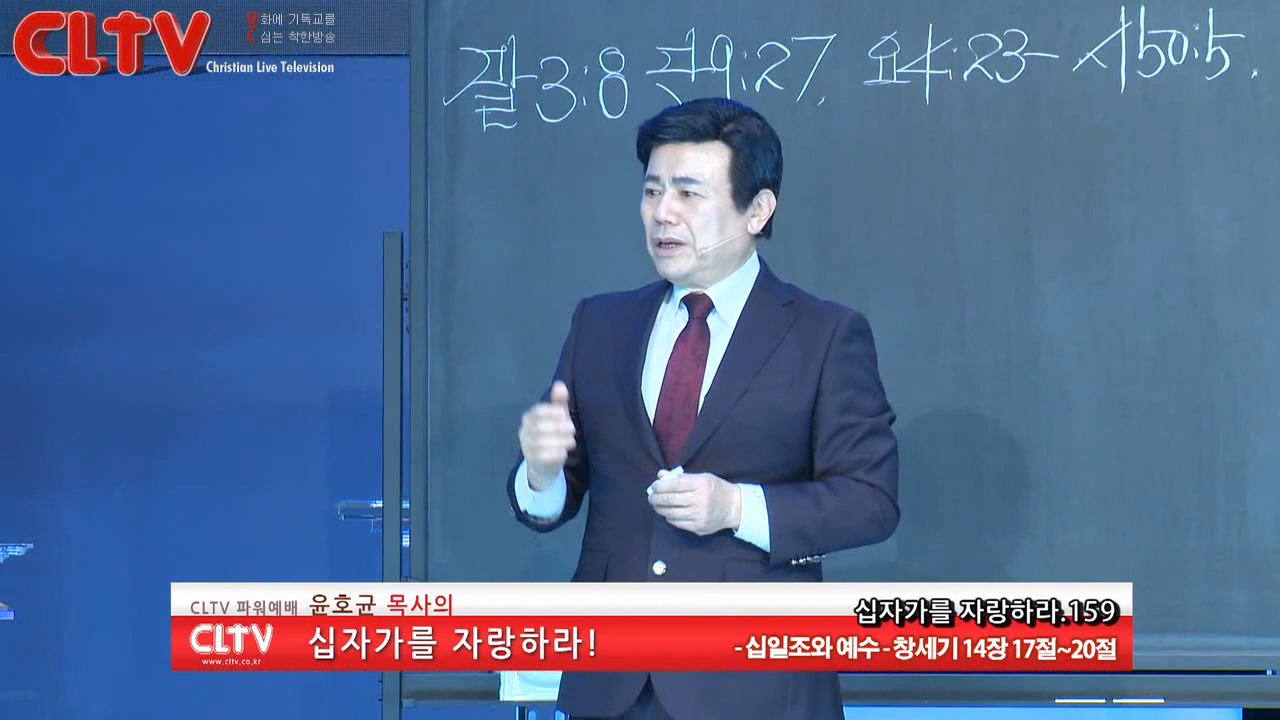 CLTV
문화에 기독교를
심는 착한방송
Christian Live Television
갈3:8 히9:27. 요4:23- 시50:5.
CLTV 파워예배 윤호균 목사의
십자가를 자랑하라.159
CLTV
www.cltv.co.kr
십자가를 자랑하라!
- 십일조와 예수 - 창세기 14장 17절~20절